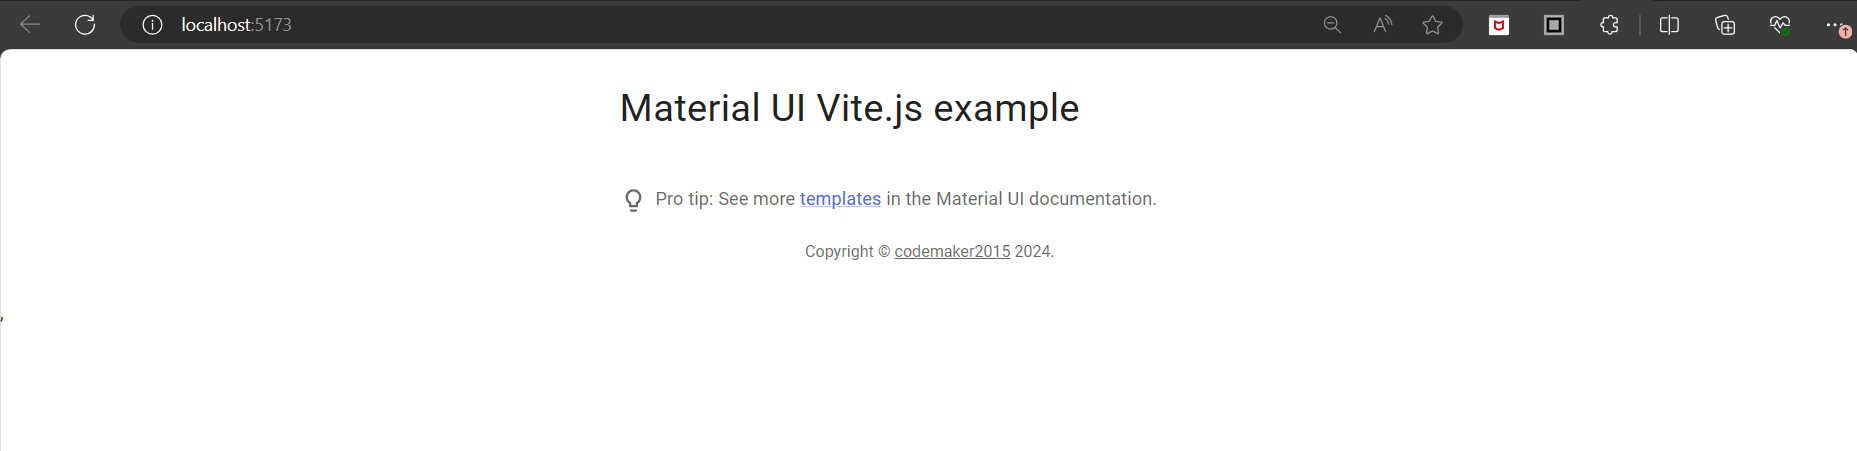 localhost:5173
Material UI Vite.js example
Pro tip: See more templates in the Material UI documentation.
Copyright © codemaker2015 2024.
,